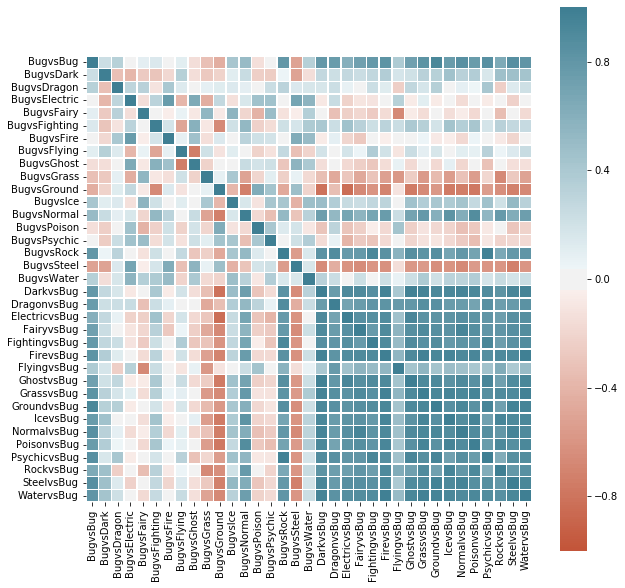 BugvsBug
BugvsDark
BugvsDragon
BugvsElectric
BugvsFairy
BugvsFighting
BugvsFire
BugvsFlying
BugvsGhost
BugvsGrass
BugvsGround
BugvsIce
BugvsNormal
BugvsPoison
BugvsPsychic
BugvsRock
BugvsSteel
BugvsWater
DarkvsBug
DragonvsBug
ElectricvsBug
FairyvsBug
FightingvsBug
FirevsBug
FlyingvsBug
GhostvsBug
GrassvsBug
GroundvsBug
IcevsBug
NormalvsBug
PoisonvsBug
PsychicvsBug
RockvsBug
SteelvsBug
WatervsBug
BugvsBug
BugvsDark
BugvsDragon
BugvsElectric
BugvsFairy
BugvsFighting
BugvsFire
BugvsFlying
BugvsGhost
BugvsGrass
BugvsGround
BugvsIce
BugvsNormal
BugvsPoison
BugvsPsychic
BugvsRock
BugvsSteel
BugvsWater
DarkvsBug
DragonvsBug
ElectricvsBug
FairyvsBug
FightingvsBug
FirevsBug
FlyingvsBug
GhostvsBug
GrassvsBug
GroundvsBug
IcevsBug
NormalvsBug
PoisonvsBug
PsychicvsBug
RockvsBug
SteelvsBug
WatervsBug
0.8
0.4
0.0
−0.4
−0.8